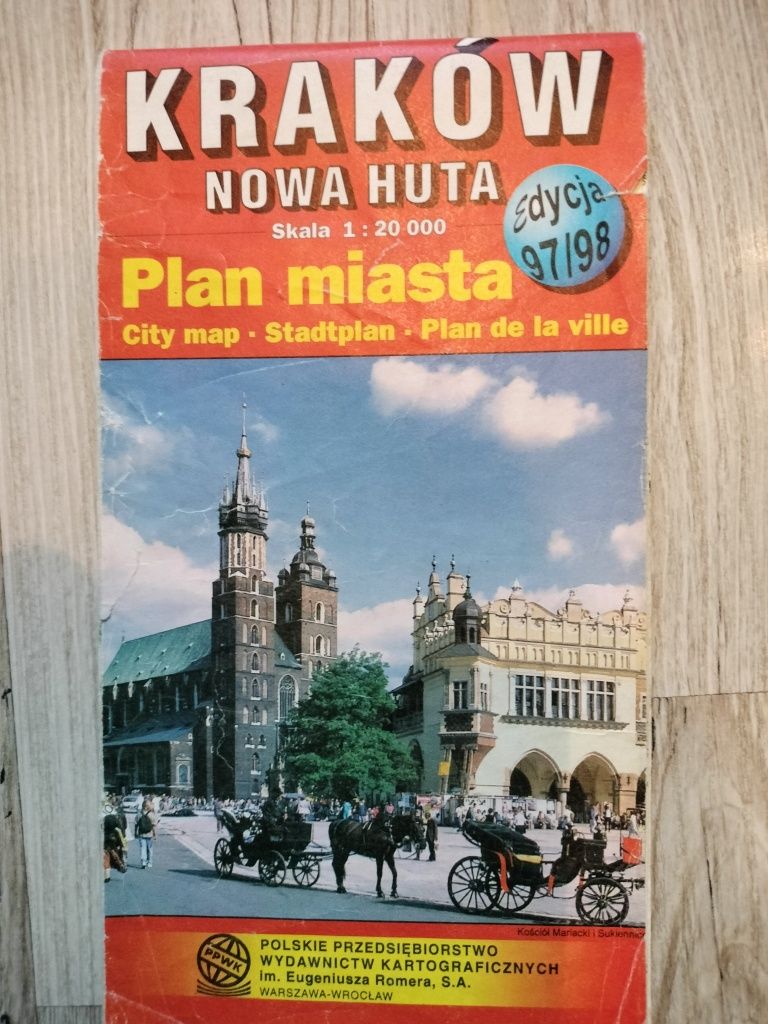 KRAKÓW
NOWA HUTA
Skala 1 : 20 000
Edycja
97/98
Plan miasta
City map · Stadtplan · Plan de la ville
Kościół Mariacki i Sukiennice
PPWK
POLSKIE PRZEDSIĘBIORSTWO
WYDAWNICTW KARTOGRAFICZNYCH
im. Eugeniusza Romera, S.A.
WARSZAWA-WROCŁAW